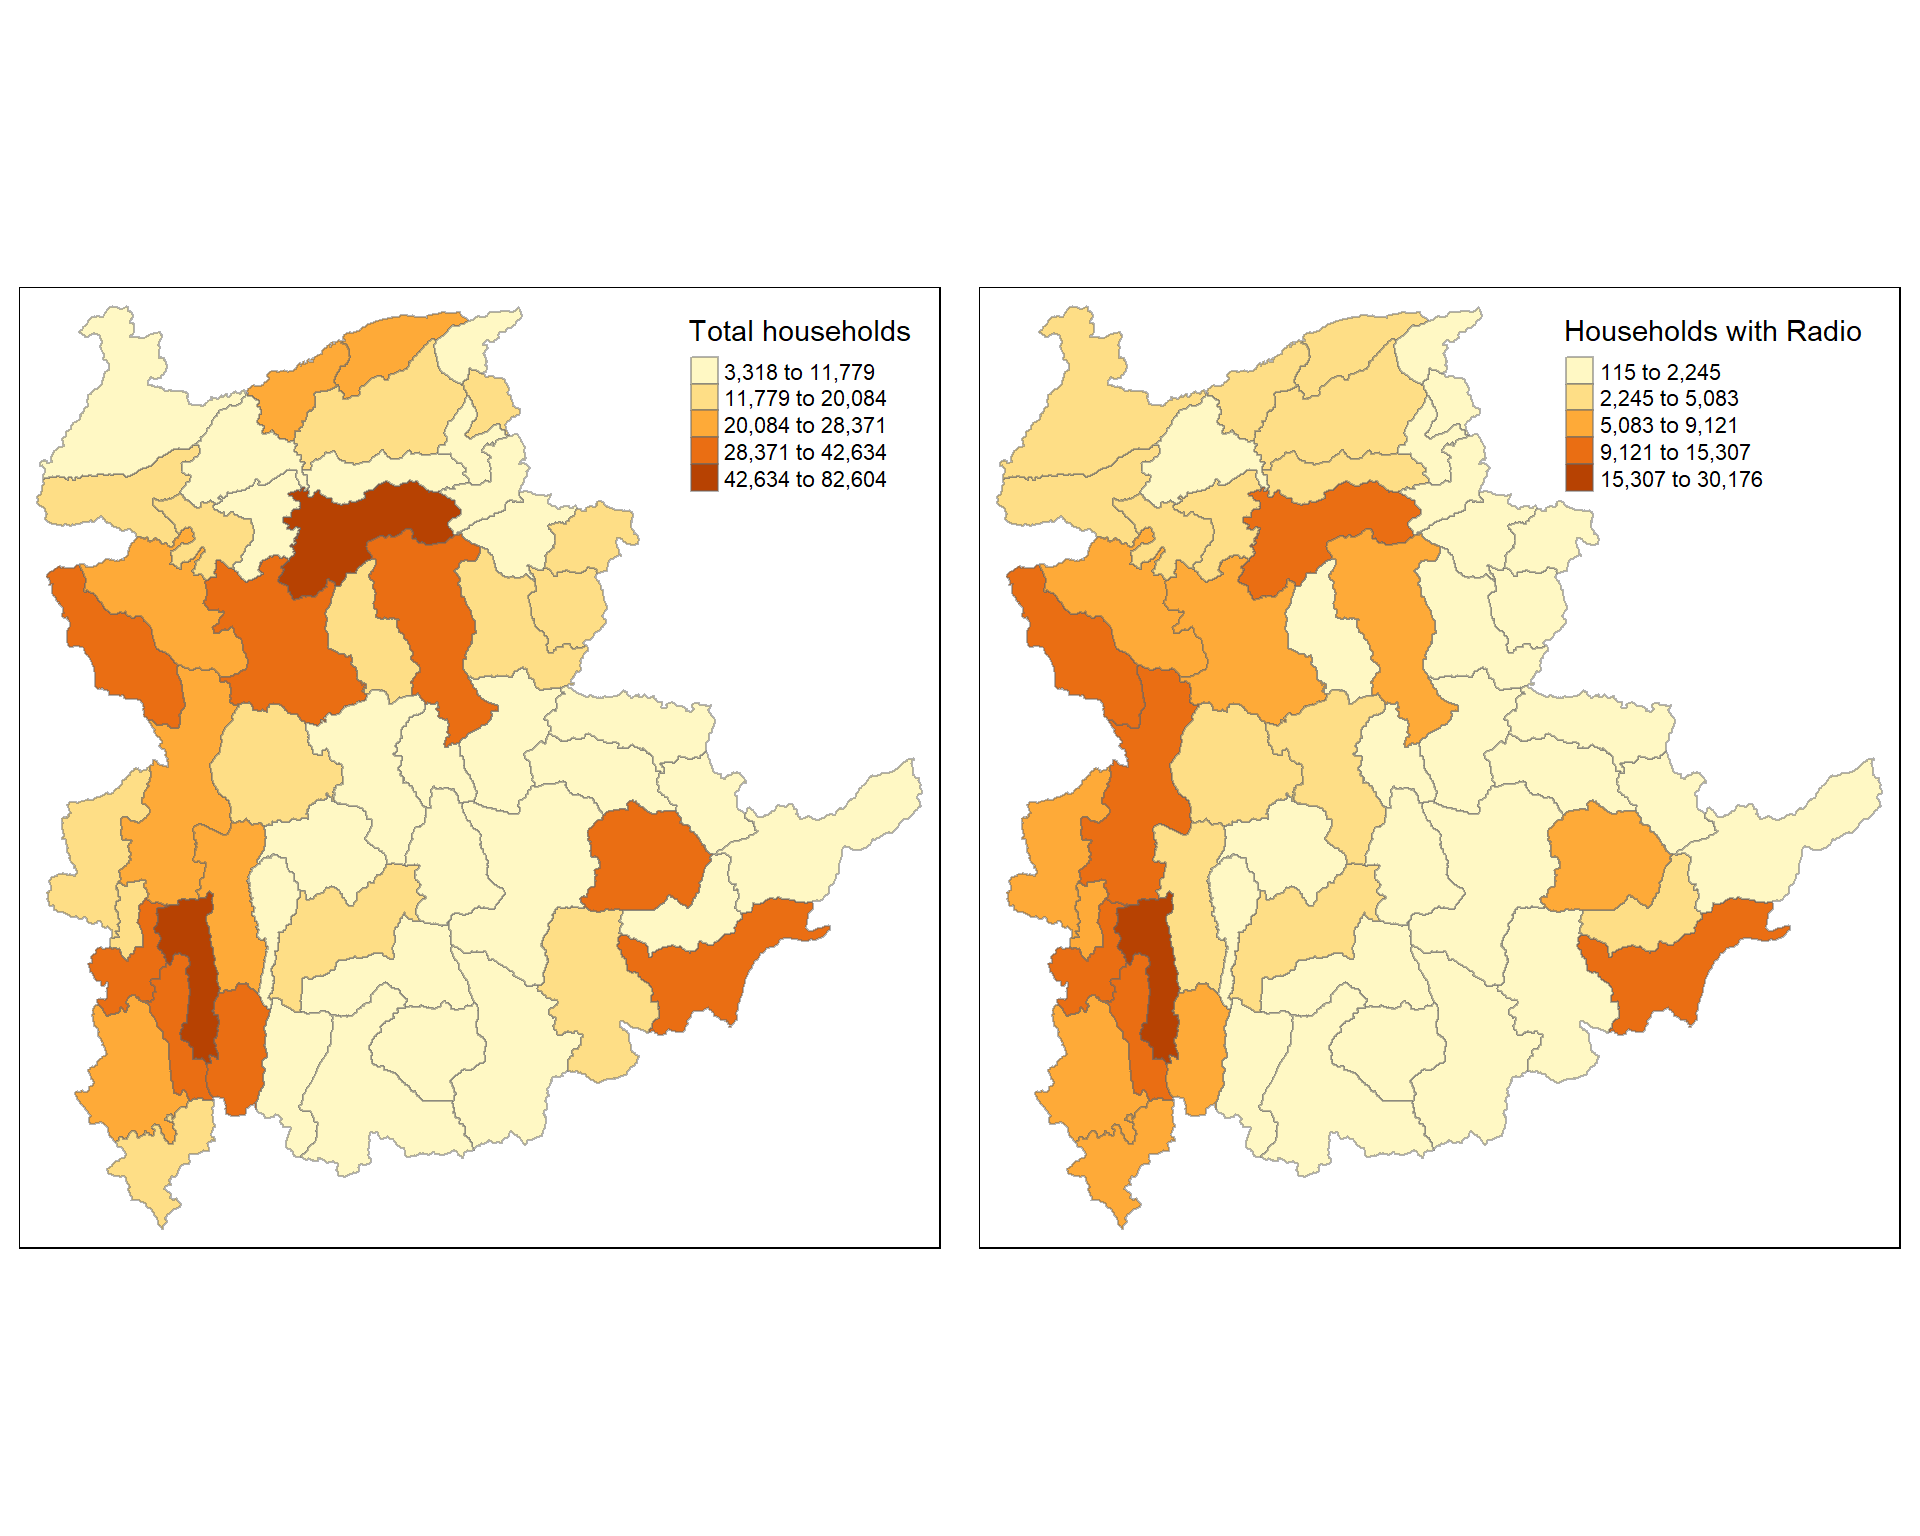 Total households
3,318 to 11,779
11,779 to 20,084
20,084 to 28,371
28,371 to 42,634
42,634 to 82,604
Households with Radio
115 to 2,245
2,245 to 5,083
5,083 to 9,121
9,121 to 15,307
15,307 to 30,176